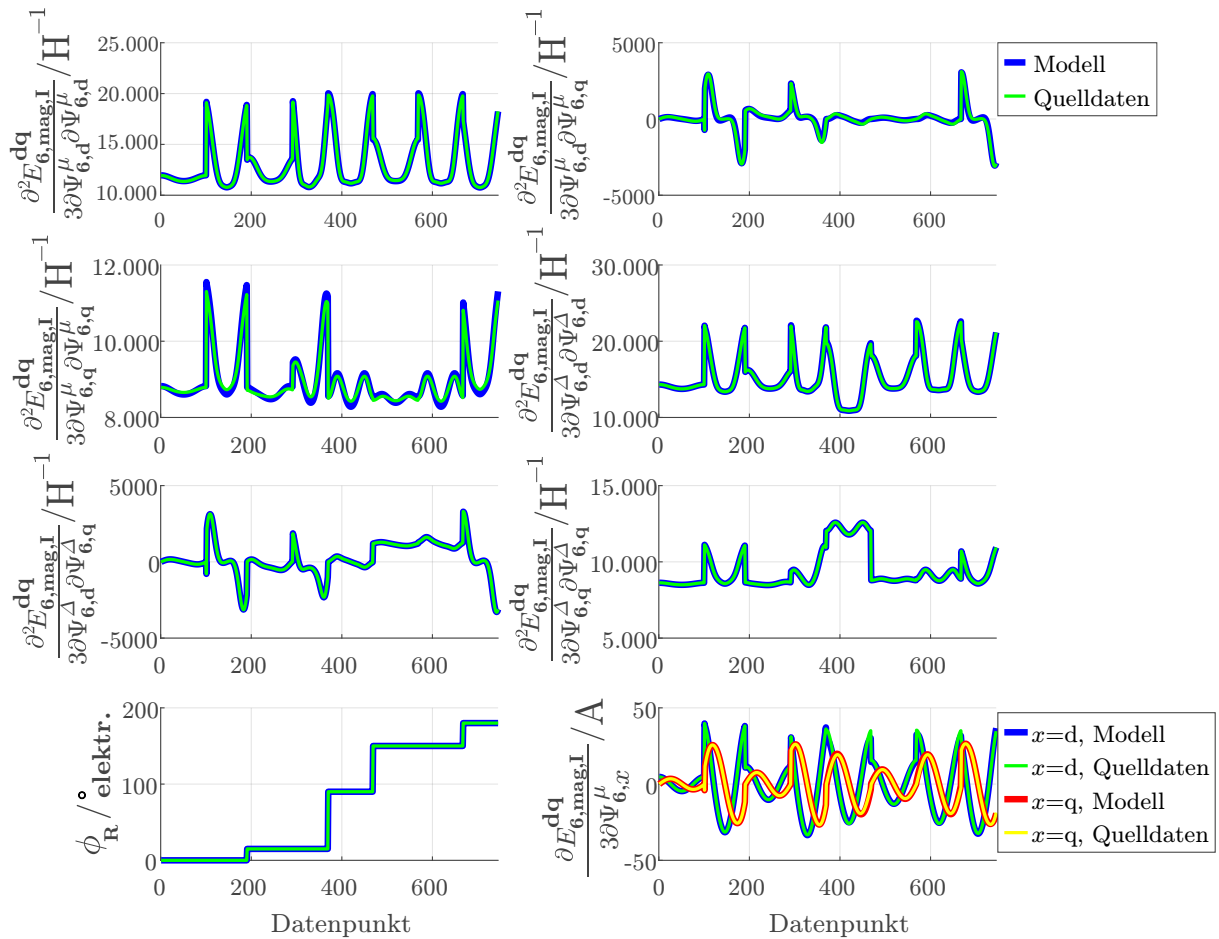 ∂²E^dq_6,mag,I / 3∂Ψ^μ_6,d ∂Ψ^μ_6,d /H⁻¹
25.000
20.000
15.000
10.000
0 200 400 600
∂²E^dq_6,mag,I / 3∂Ψ^μ_6,d ∂Ψ^μ_6,q /H⁻¹
5000
0
-5000
0 200 400 600
Modell
Quelldaten
∂²E^dq_6,mag,I / 3∂Ψ^μ_6,q ∂Ψ^μ_6,q /H⁻¹
12.000
10.000
8.000
0 200 400 600
∂²E^dq_6,mag,I / 3∂Ψ^Δ_6,d ∂Ψ^Δ_6,d /H⁻¹
30.000
20.000
10.000
0 200 400 600
∂²E^dq_6,mag,I / 3∂Ψ^Δ_6,d ∂Ψ^Δ_6,q /H⁻¹
5000
0
-5000
0 200 400 600
∂²E^dq_6,mag,I / 3∂Ψ^Δ_6,q ∂Ψ^Δ_6,q /H⁻¹
15.000
10.000
5.000
0 200 400 600
ϕ_R/°elektr.
200
100
0
0 200 400 600
Datenpunkt
∂E^dq_6,mag,I / 3∂Ψ^μ_6,x /A
50
0
-50
0 200 400 600
Datenpunkt
x=d, Modell
x=d, Quelldaten
x=q, Modell
x=q, Quelldaten